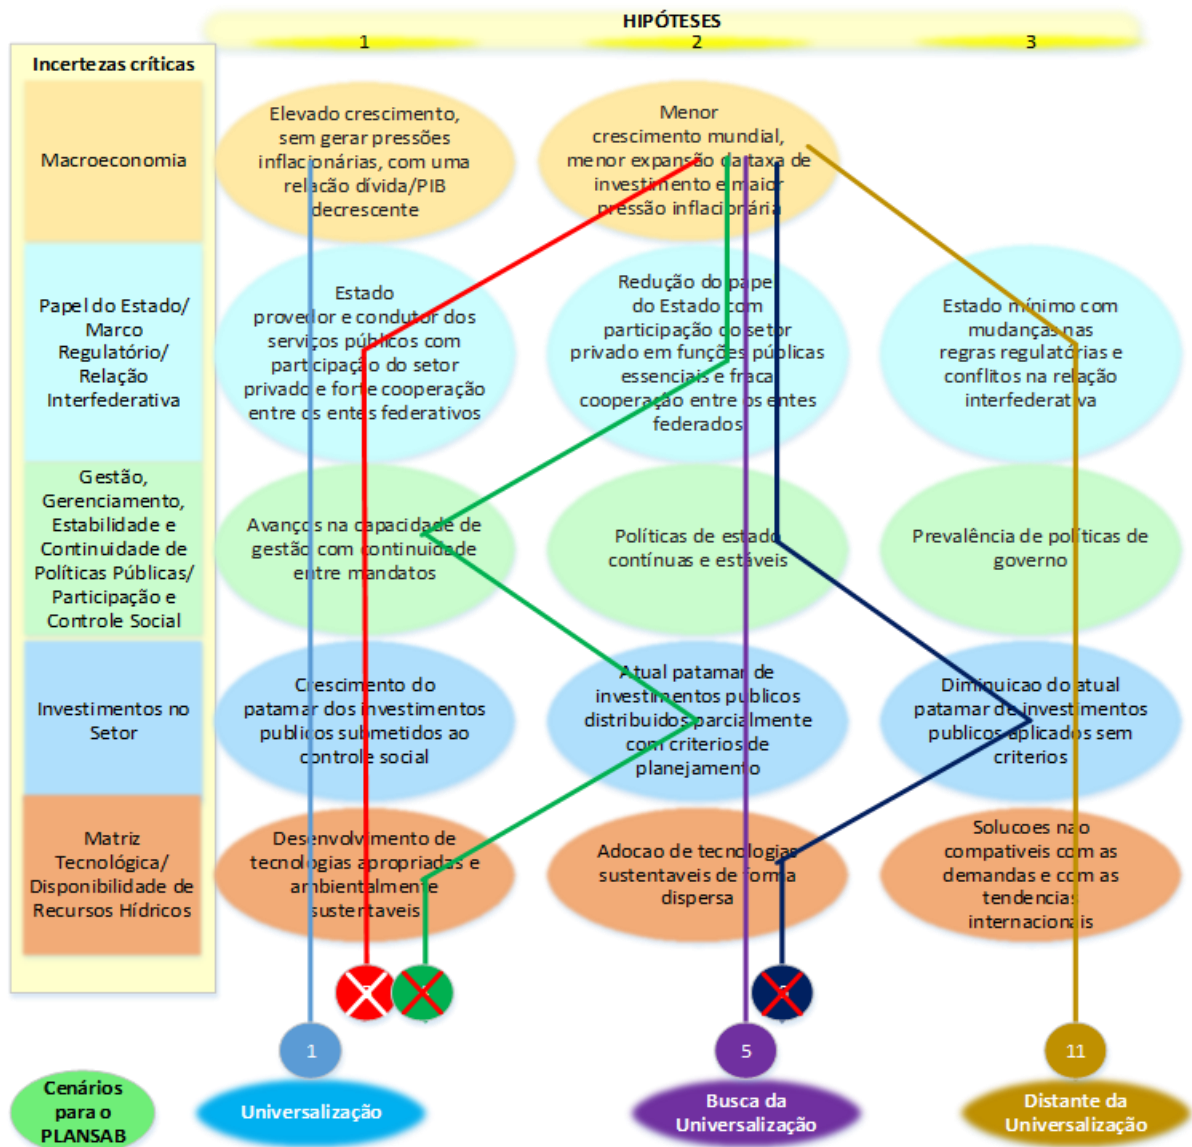 HIPÓTESES
1
2
3
Incertezas críticas
Macroeconomia
Elevado crescimento,
sem gerar pressões
inflacionárias, com uma
relacão dívida/PIB
decrescente
Menor
crescimento mundial,
menor expansão da taxa de
investimento e maior
pressão inflacionária
Papel do Estado/
Marco
Regulatório/
Relação
Interfederativa
Estado
provedor e condutor dos
serviços públicos com
participação do setor
privado e forte cooperação
entre os entes federativos
Redução do papel
do Estado com
participação do setor
privado em funções públicas
essenciais e fraca
cooperação entre os entes
federados
Estado mínimo com
mudanças nas
regras regulatórias e
conflitos na relação
interfederativa
Gestão,
Gerenciamento,
Estabilidade e
Continuidade de
Políticas Públicas/
Participação e
Controle Social
Avanços na capacidade de
gestão com continuidade
entre mandatos
Políticas de estado
contínuas e estáveis
Prevalência de políticas de
governo
Investimentos no
Setor
Crescimento do
patamar dos investimentos
publicos submetidos ao
controle social
Atual patamar de
investimentos publicos
distribuidos parcialmente
com criterios de
planejamento
Diminuicao do atual
patamar de investimentos
publicos aplicados sem
criterios
Matriz
Tecnológica/
Disponibilidade de
Recursos Hídricos
Desenvolvimento de
tecnologias apropriadas e
ambientalmente
sustentaveis
Adocao de tecnologias
sustentaveis de forma
dispersa
Solucoes nao
compativeis com as
demandas e com as
tendencias
internacionais
1
5
11
Cenários
para o
PLANSAB
Universalização
Busca da
Universalização
Distante da
Universalização